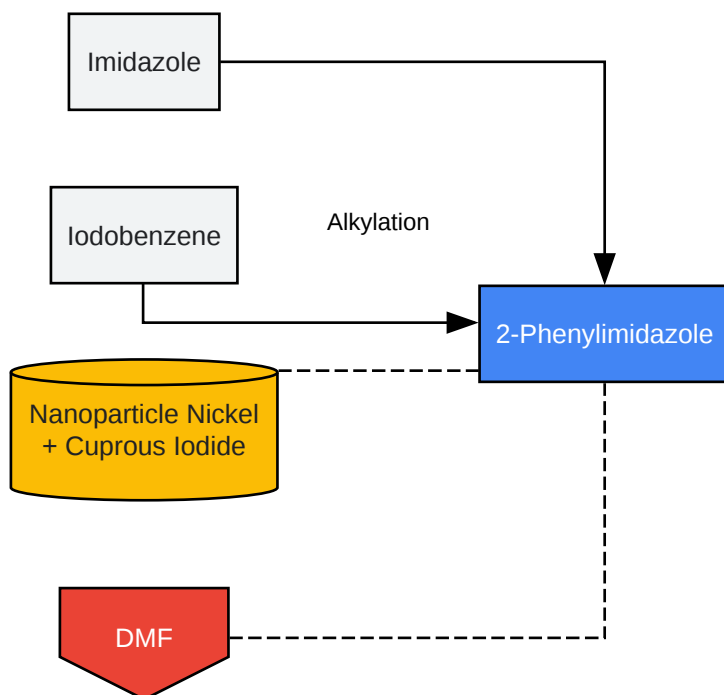 Imidazole
Iodobenzene
Alkylation
2-Phenylimidazole
Nanoparticle Nickel
+ Cuprous Iodide
DMF